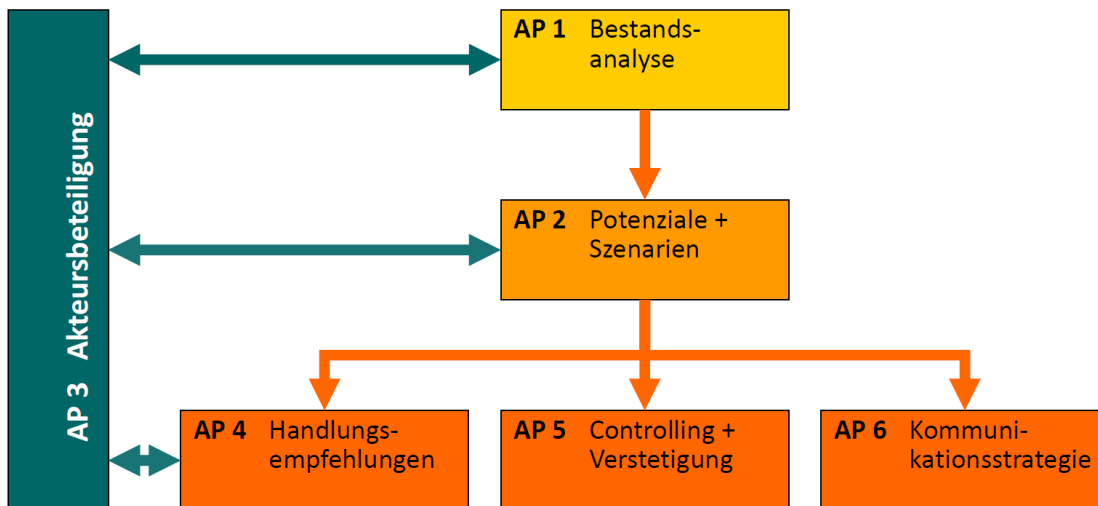 AP 3 Akteursbeteiligung
AP 1 Bestands-
analyse
AP 2 Potenziale +
Szenarien
AP 4 Handlungs-
empfehlungen
AP 5 Controlling +
Verstetigung
AP 6 Kommuni-
kationsstrategie